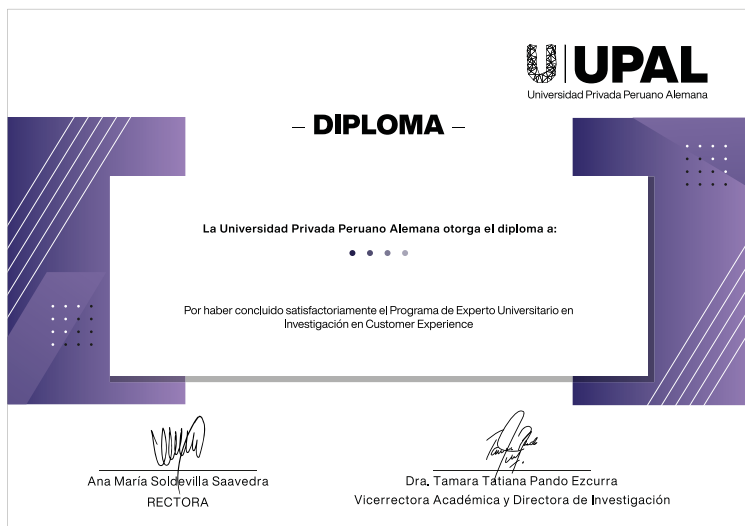 UPAL
Universidad Privada Peruano Alemana
– DIPLOMA –
La Universidad Privada Peruano Alemana otorga el diploma a:
Por haber concluido satisfactoriamente el Programa de Experto Universitario en
Investigación en Customer Experience
Ana María Soldevilla Saavedra
RECTORA
Dra. Tamara Tatiana Pando Ezcurra
Vicerrectora Académica y Directora de Investigación